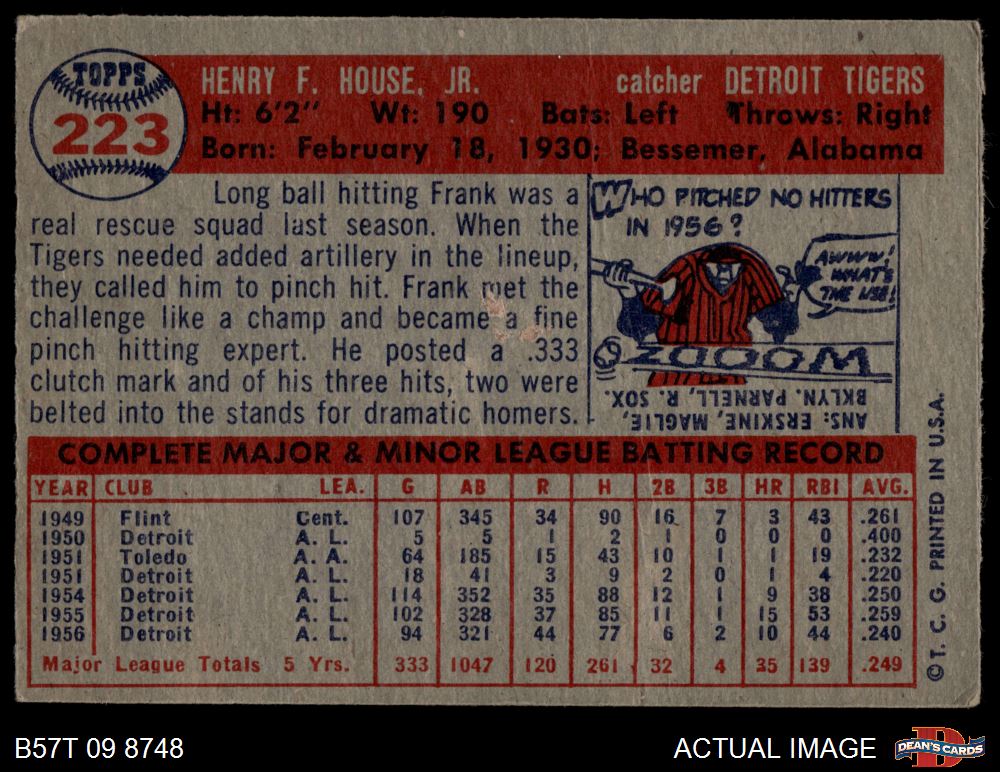 TOPPS
223
HENRY F. HOUSE, JR. catcher DETROIT TIGERS
Ht: 6'2" Wt: 190 Bats: Left Throws: Right
Born: February 18, 1930; Bessemer, Alabama
Long ball hitting Frank was a
real rescue squad last season. When the
Tigers needed added artillery in the lineup,
they called him to pinch hit. Frank met the
challenge like a champ and became a fine
pinch hitting expert. He posted a .333
clutch mark and of his three hits, two were
belted into the stands for dramatic homers.
WHO PITCHED NO HITTERS
IN 1956?
AWWW!
WHAT'S
THE USE!
ZOOOOM
ANS: ERSKINE, MAGLIE,
BKLYN. PARNELL, R. SOX.
COMPLETE MAJOR & MINOR LEAGUE BATTING RECORD
YEAR CLUB LEA. G AB R H 2B 3B HR RBI AVG.
1949 Flint Cent. 107 345 34 90 16 7 3 43 .261
1950 Detroit A. L. 5 5 1 2 1 0 0 0 .400
1951 Toledo A. A. 64 185 15 43 10 1 1 19 .232
1951 Detroit A. L. 18 41 3 9 2 0 1 4 .220
1954 Detroit A. L. 114 352 35 88 12 1 9 38 .250
1955 Detroit A. L. 102 328 37 85 11 1 15 53 .259
1956 Detroit A. L. 94 321 44 77 6 2 10 44 .240
Major League Totals 5 Yrs. 333 1047 120 261 32 4 35 139 .249
© T. C. G. PRINTED IN U.S.A.
B57T 09 8748
ACTUAL IMAGE
DEAN'S CARDS